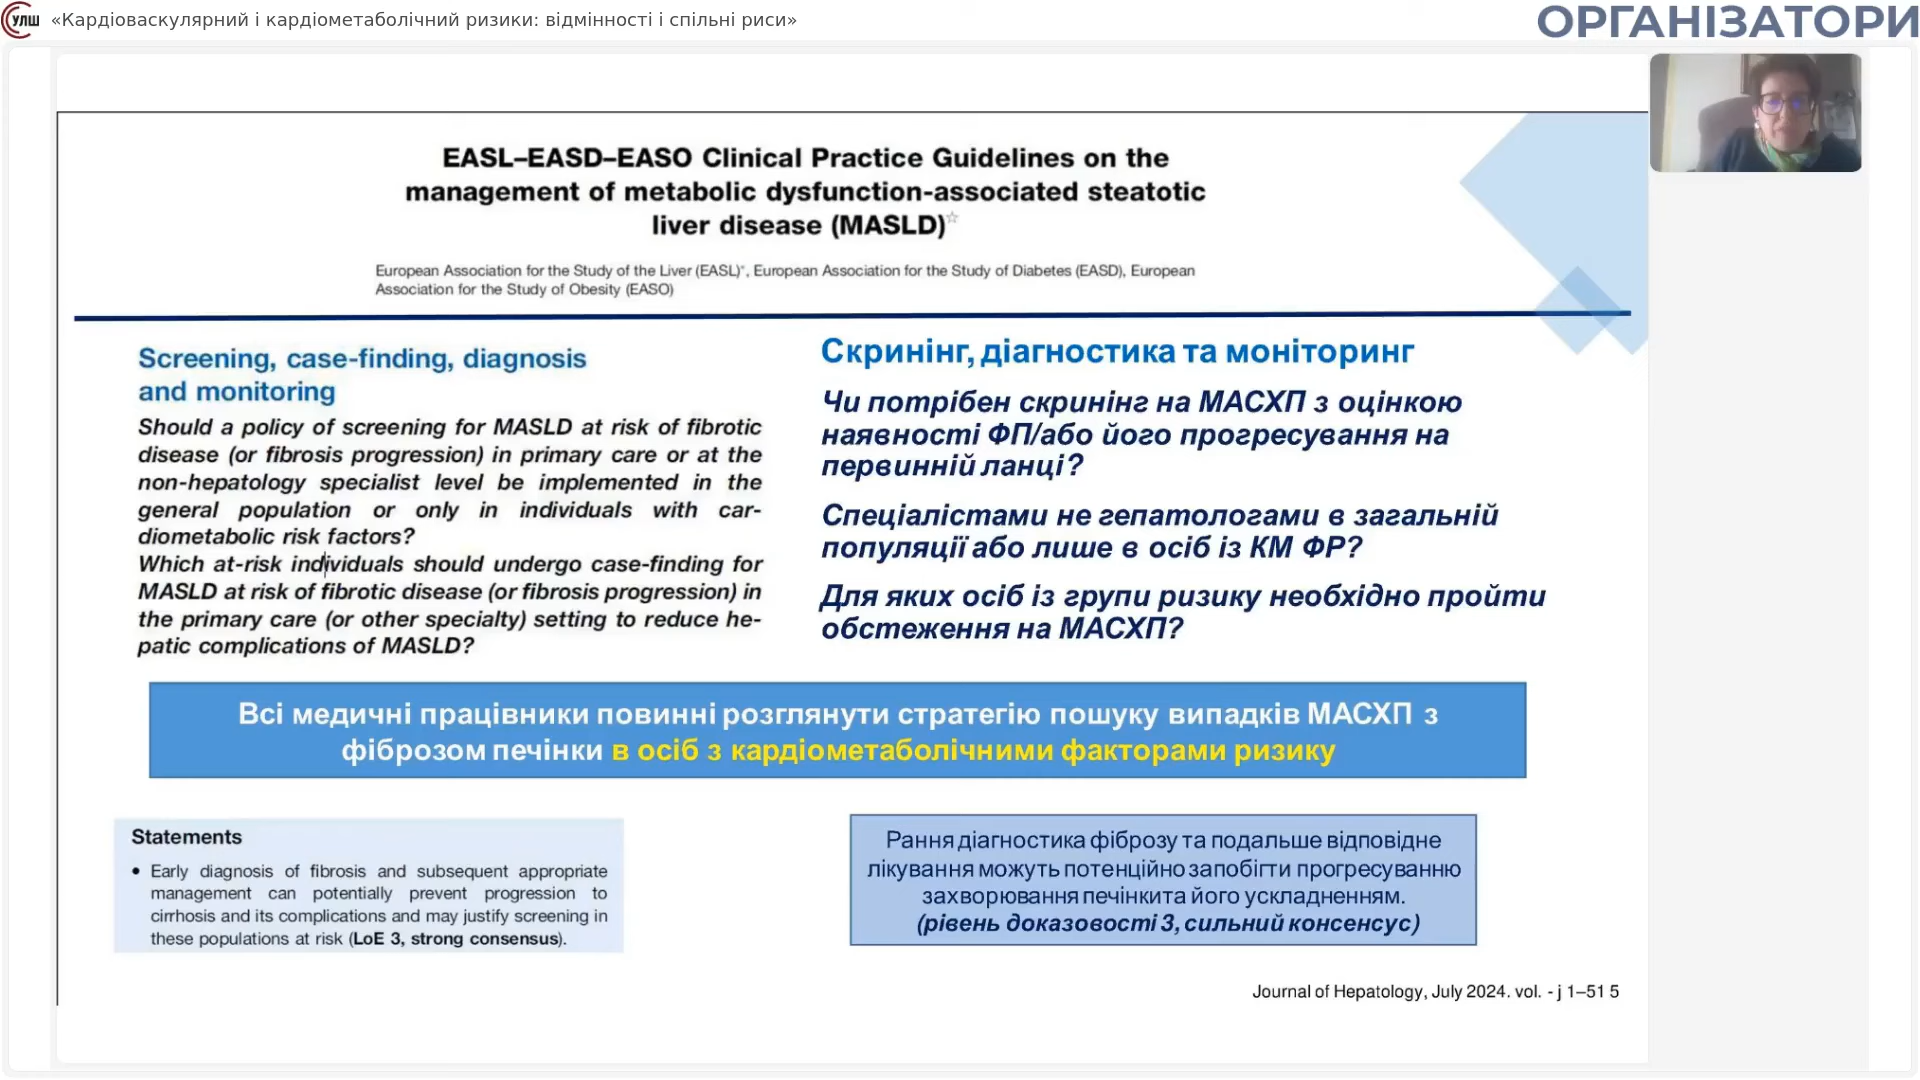 УЛШ «Кардіоваскулярний і кардіометаболічний ризики: відмінності і спільні риси»
ОРГАНІЗАТОРИ
EASL–EASD–EASO Clinical Practice Guidelines on the
management of metabolic dysfunction-associated steatotic
liver disease (MASLD)☆
European Association for the Study of the Liver (EASL)*, European Association for the Study of Diabetes (EASD), European
Association for the Study of Obesity (EASO)
Screening, case-finding, diagnosis
and monitoring
Should a policy of screening for MASLD at risk of fibrotic
disease (or fibrosis progression) in primary care or at the
non-hepatology specialist level be implemented in the
general population or only in individuals with car-
diometabolic risk factors?
Which at-risk individuals should undergo case-finding for
MASLD at risk of fibrotic disease (or fibrosis progression) in
the primary care (or other specialty) setting to reduce he-
patic complications of MASLD?
Скринінг, діагностика та моніторинг
Чи потрібен скринінг на МАСХП з оцінкою
наявності ФП/або його прогресування на
первинній ланці?
Спеціалістами не гепатологами в загальній
популяції або лише в осіб із КМ ФР?
Для яких осіб із групи ризику необхідно пройти
обстеження на МАСХП?
Всі медичні працівники повинні розглянути стратегію пошуку випадків МАСХП з
фіброзом печінки в осіб з кардіометаболічними факторами ризику
Statements
• Early diagnosis of fibrosis and subsequent appropriate
management can potentially prevent progression to
cirrhosis and its complications and may justify screening in
these populations at risk (LoE 3, strong consensus).
Рання діагностика фіброзу та подальше відповідне
лікування можуть потенційно запобігти прогресуванню
захворювання печінкита його ускладненням.
(рівень доказовості 3, сильний консенсус)
Journal of Hepatology, July 2024. vol. - j 1–51 5